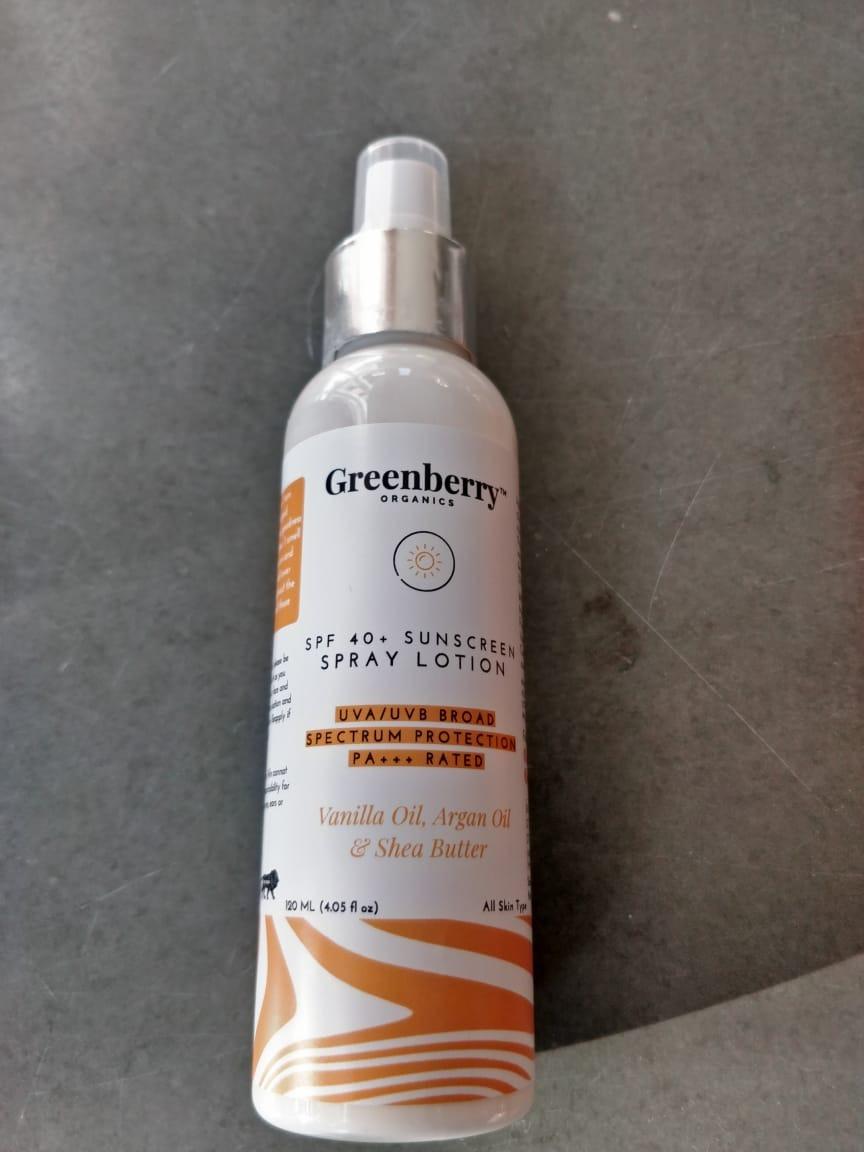 Greenberry™
ORGANICS
SPF 40+ SUNSCREEN
SPRAY LOTION
UVA/UVB BROAD
SPECTRUM PROTECTION
PA+++ RATED
Vanilla Oil, Argan Oil
& Shea Butter
120 ML (4.05 fl oz)
All Skin Type